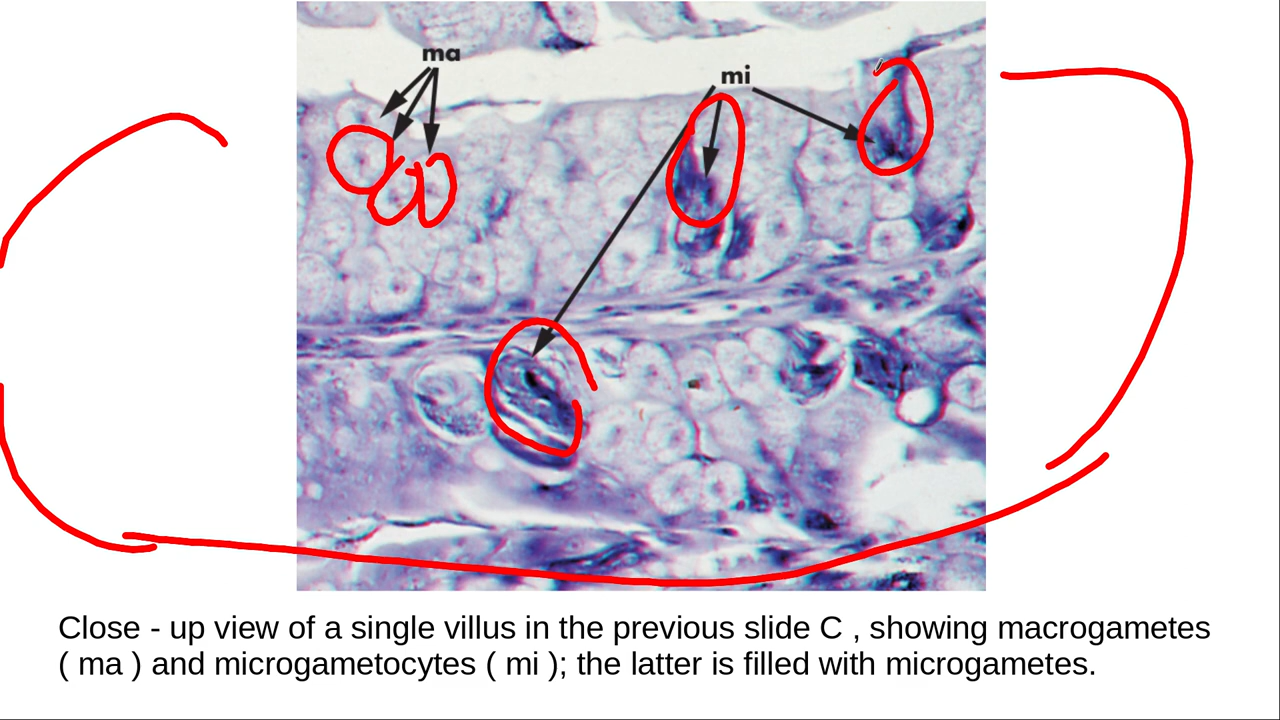 ma
mi
Close - up view of a single villus in the previous slide C , showing macrogametes
( ma ) and microgametocytes ( mi ); the latter is filled with microgametes.